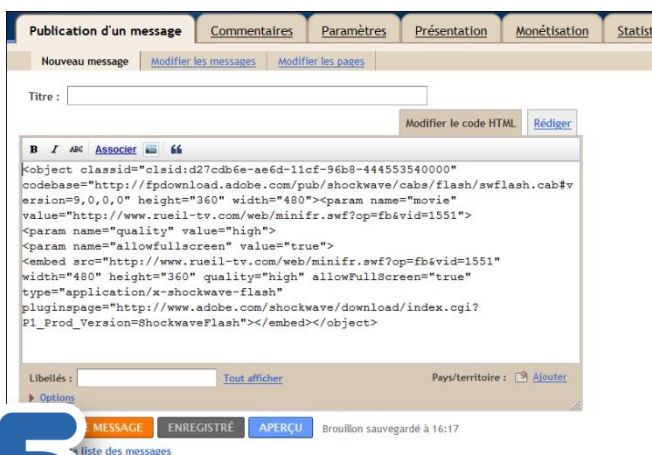 Publication d'un message Commentaires Paramètres Présentation Monétisation Statist
Nouveau message Modifier les messages Modifier les pages
Titre :
Modifier le code HTML Rédiger
B I ABC Associer
<object classid="clsid:d27cdb6e-ae6d-11cf-96b8-444553540000"
codebase="http://fpdownload.adobe.com/pub/shockwave/cabs/flash/swflash.cab#v
ersion=9,0,0,0" height="360" width="480"><param name="movie"
value="http://www.rueil-tv.com/web/minifr.swf?op=fb&vid=1551">
<param name="quality" value="high">
<param name="allowfullscreen" value="true">
<embed src="http://www.rueil-tv.com/web/minifr.swf?op=fb&vid=1551"
width="480" height="360" quality="high" allowFullScreen="true"
type="application/x-shockwave-flash"
pluginspage="http://www.adobe.com/shockwave/download/index.cgi?
P1_Prod_Version=ShockwaveFlash"></embed></object>
Libellés : Tout afficher Pays/territoire : Ajouter
Options
MESSAGE ENREGISTRÉ APERÇU Brouillon sauvegardé à 16:17
liste des messages